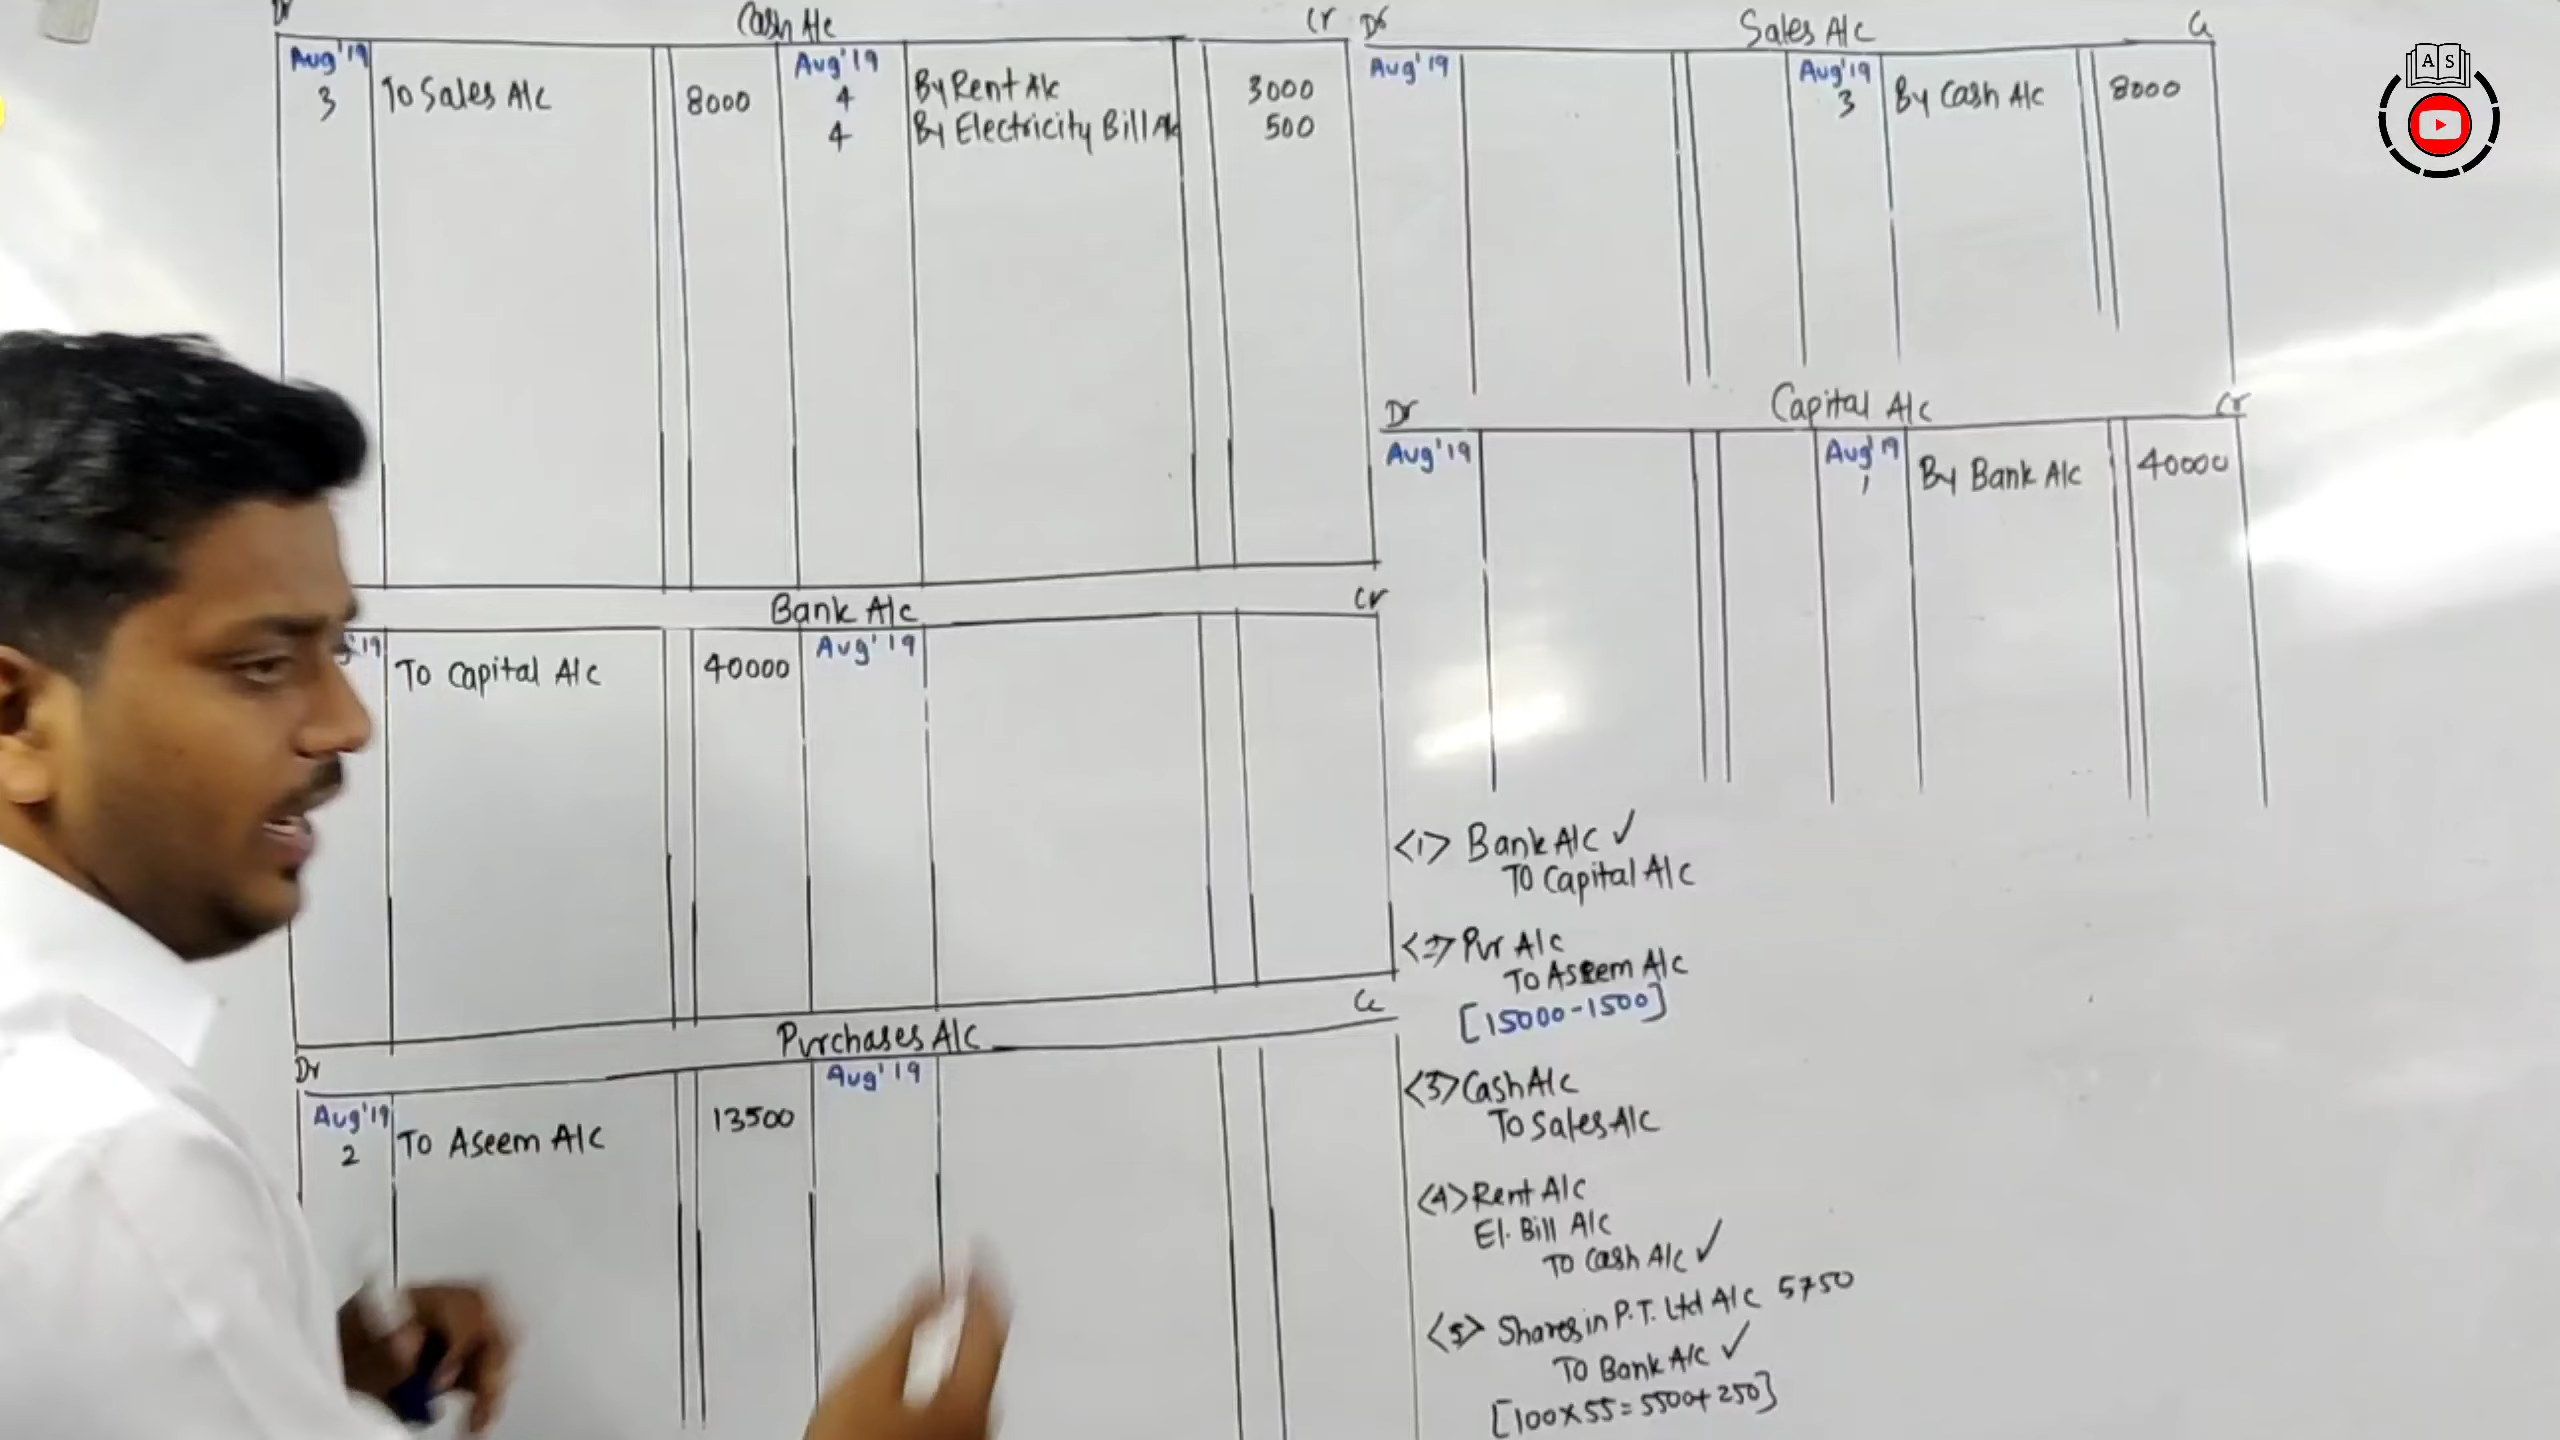 Dr Cash A/c Cr
Aug'19 Aug'19
3 To Sales A/c 8000 4 By Rent A/c 3000
4 By Electricity Bill A/c 500
Dr Sales A/c Cr
Aug'19 Aug'19
3 By Cash A/c 8000
Dr Capital A/c Cr
Aug'19 Aug'19
1 By Bank A/c 40000
Bank A/c Cr
'19 To Capital A/c 40000 Aug'19
Purchases A/c Cr
Dr
Aug'19 Aug'19
2 To Aseem A/c 13500
<1> Bank A/c ✓
To Capital A/c
<2> Pur A/c
To Aseem A/c
[15000-1500]
<3> Cash A/c
To Sales A/c
<4> Rent A/c
El. Bill A/c
To Cash A/c ✓
<5> Shares in P.T. Ltd A/c 5750
To Bank A/c ✓
[100×55=5500+250]
A S